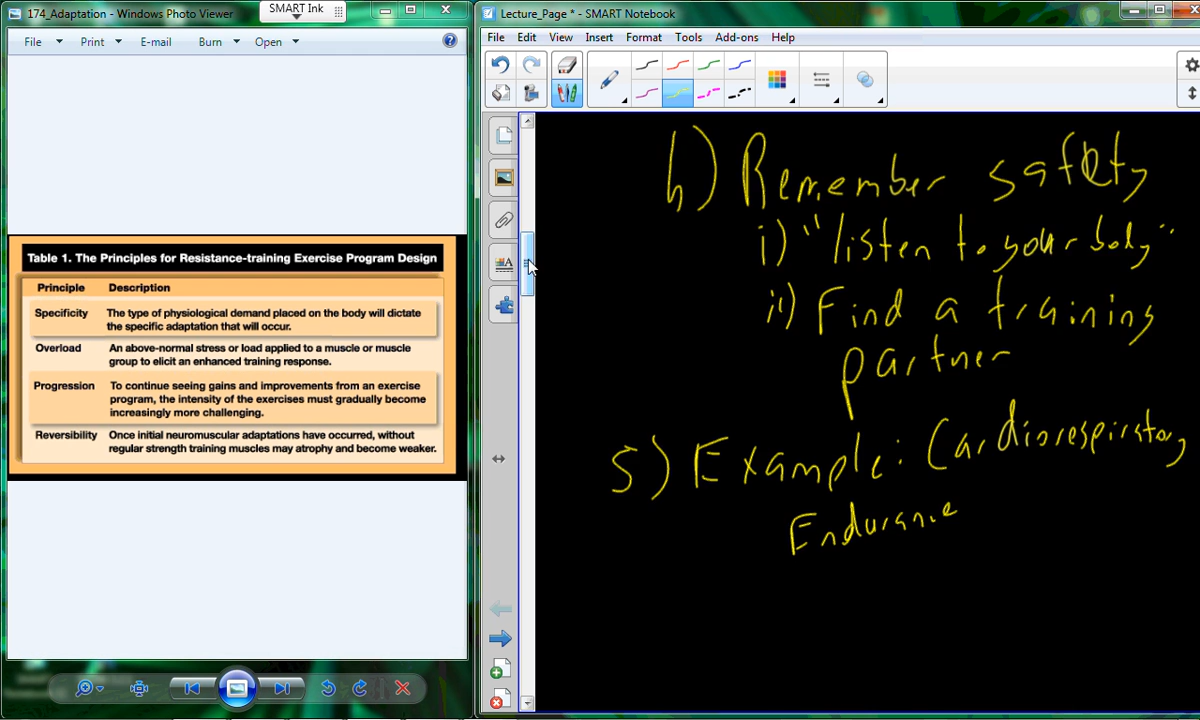 174_Adaptation - Windows Photo Viewer
SMART Ink
File Print E-mail Burn Open
Table 1. The Principles for Resistance-training Exercise Program Design
Principle Description
Specificity The type of physiological demand placed on the body will dictate
the specific adaptation that will occur.
Overload An above-normal stress or load applied to a muscle or muscle
group to elicit an enhanced training response.
Progression To continue seeing gains and improvements from an exercise
program, the intensity of the exercises must gradually become
increasingly more challenging.
Reversibility Once initial neuromuscular adaptations have occurred, without
regular strength training muscles may atrophy and become weaker.
Lecture_Page * - SMART Notebook
File Edit View Insert Format Tools Add-ons Help
h) Remember safety
i) "listen to your body"
ii) Find a training
partner
5) Example: Cardiorespiratory
Endurance